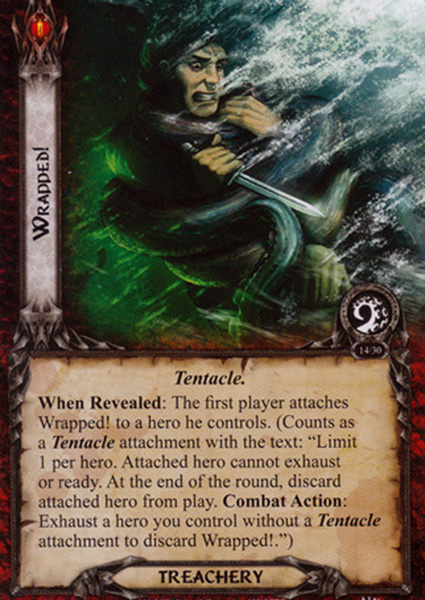 WRAPPED!
14/30
Tentacle.
When Revealed: The first player attaches
Wrapped! to a hero he controls. (Counts as
a Tentacle attachment with the text: “Limit
1 per hero. Attached hero cannot exhaust
or ready. At the end of the round, discard
attached hero from play. Combat Action:
Exhaust a hero you control without a Tentacle
attachment to discard Wrapped!.”)
TREACHERY